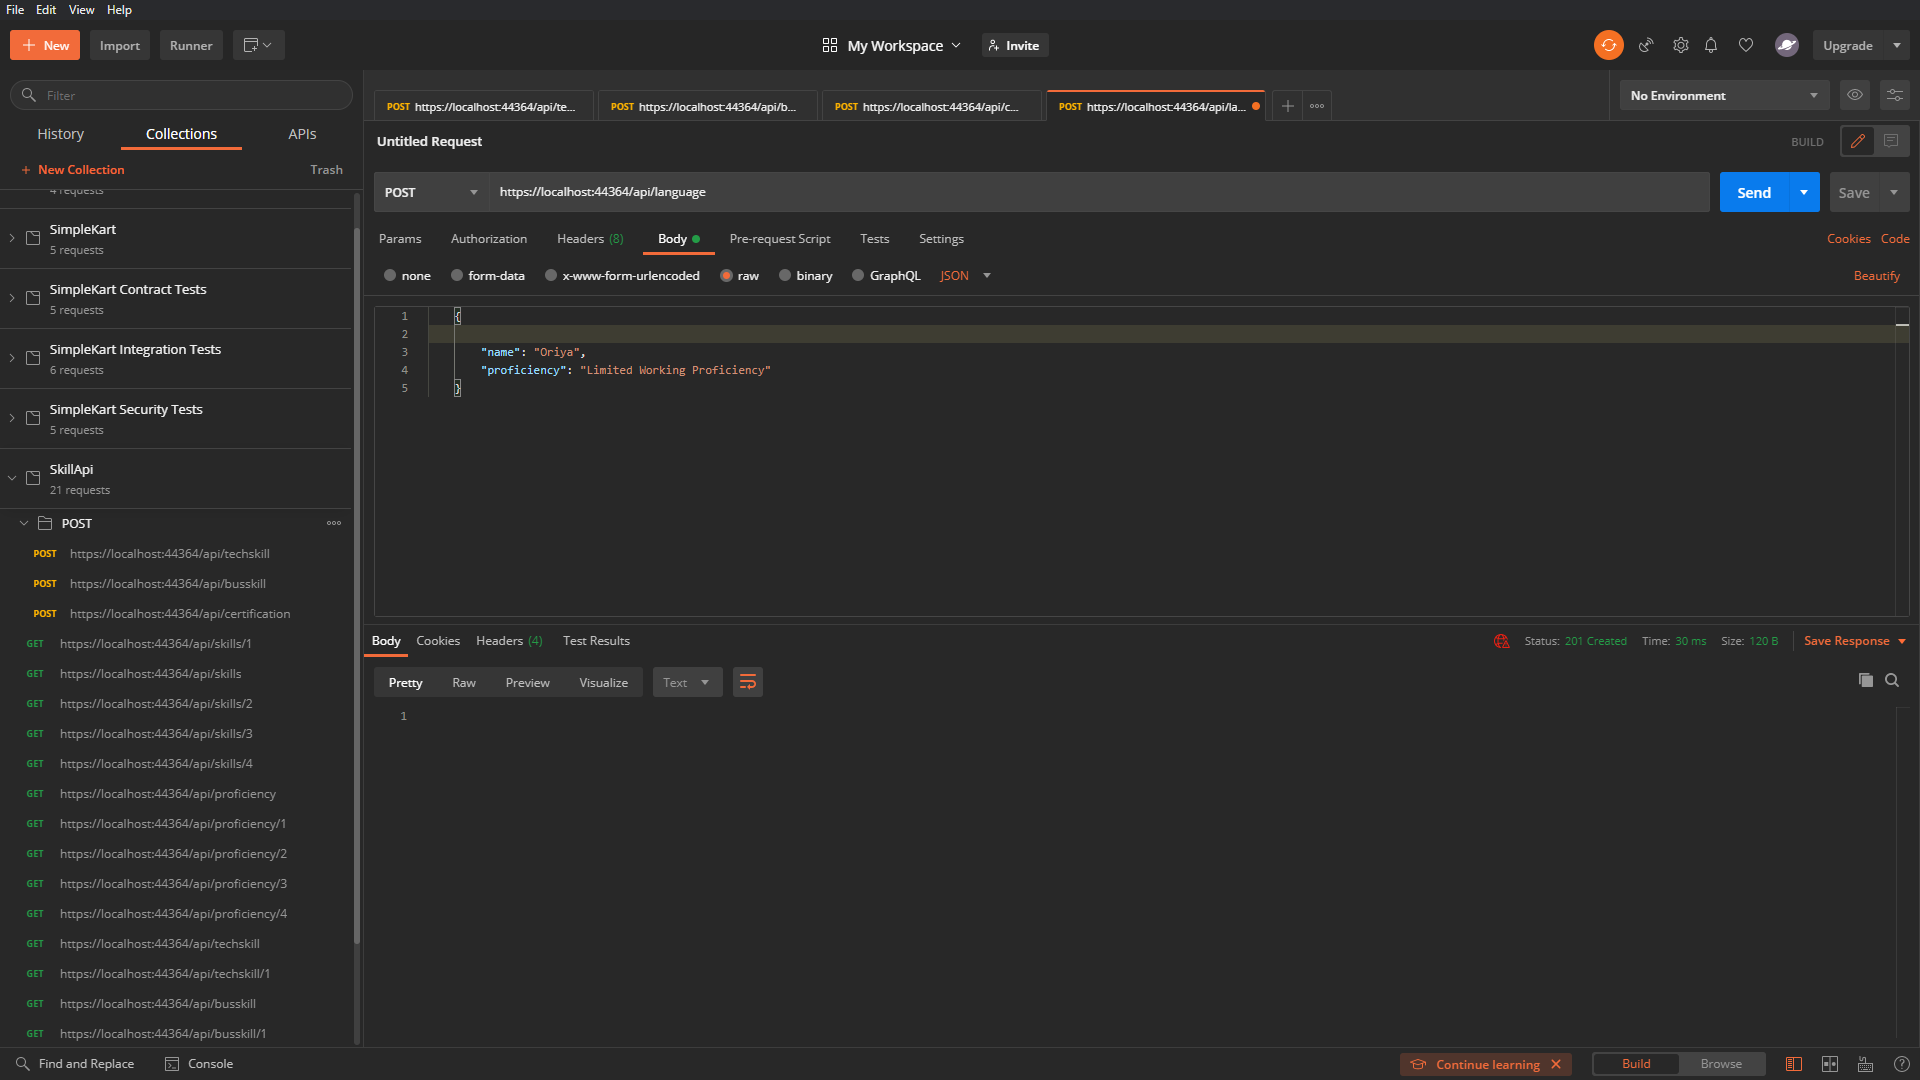 File Edit View Help
New Import Runner My Workspace Invite Upgrade
Filter
POST https://localhost:44364/api/te... POST https://localhost:44364/api/b... POST https://localhost:44364/api/c... POST https://localhost:44364/api/la... No Environment
History Collections APIs
+ New Collection Trash
4 requests
SimpleKart
5 requests
SimpleKart Contract Tests
5 requests
SimpleKart Integration Tests
6 requests
SimpleKart Security Tests
5 requests
SkillApi
21 requests
POST
POST https://localhost:44364/api/techskill
POST https://localhost:44364/api/busskill
POST https://localhost:44364/api/certification
GET https://localhost:44364/api/skills/1
GET https://localhost:44364/api/skills
GET https://localhost:44364/api/skills/2
GET https://localhost:44364/api/skills/3
GET https://localhost:44364/api/skills/4
GET https://localhost:44364/api/proficiency
GET https://localhost:44364/api/proficiency/1
GET https://localhost:44364/api/proficiency/2
GET https://localhost:44364/api/proficiency/3
GET https://localhost:44364/api/proficiency/4
GET https://localhost:44364/api/techskill
GET https://localhost:44364/api/techskill/1
GET https://localhost:44364/api/busskill
GET https://localhost:44364/api/busskill/1
Untitled Request BUILD
POST https://localhost:44364/api/language Send Save
Params Authorization Headers (8) Body Pre-request Script Tests Settings Cookies Code
none form-data x-www-form-urlencoded raw binary GraphQL JSON Beautify
1 {
2
3 "name": "Oriya",
4 "proficiency": "Limited Working Proficiency"
5 }
Body Cookies Headers (4) Test Results Status: 201 Created Time: 30 ms Size: 120 B Save Response
Pretty Raw Preview Visualize Text
1
Find and Replace Console Continue learning Build Browse